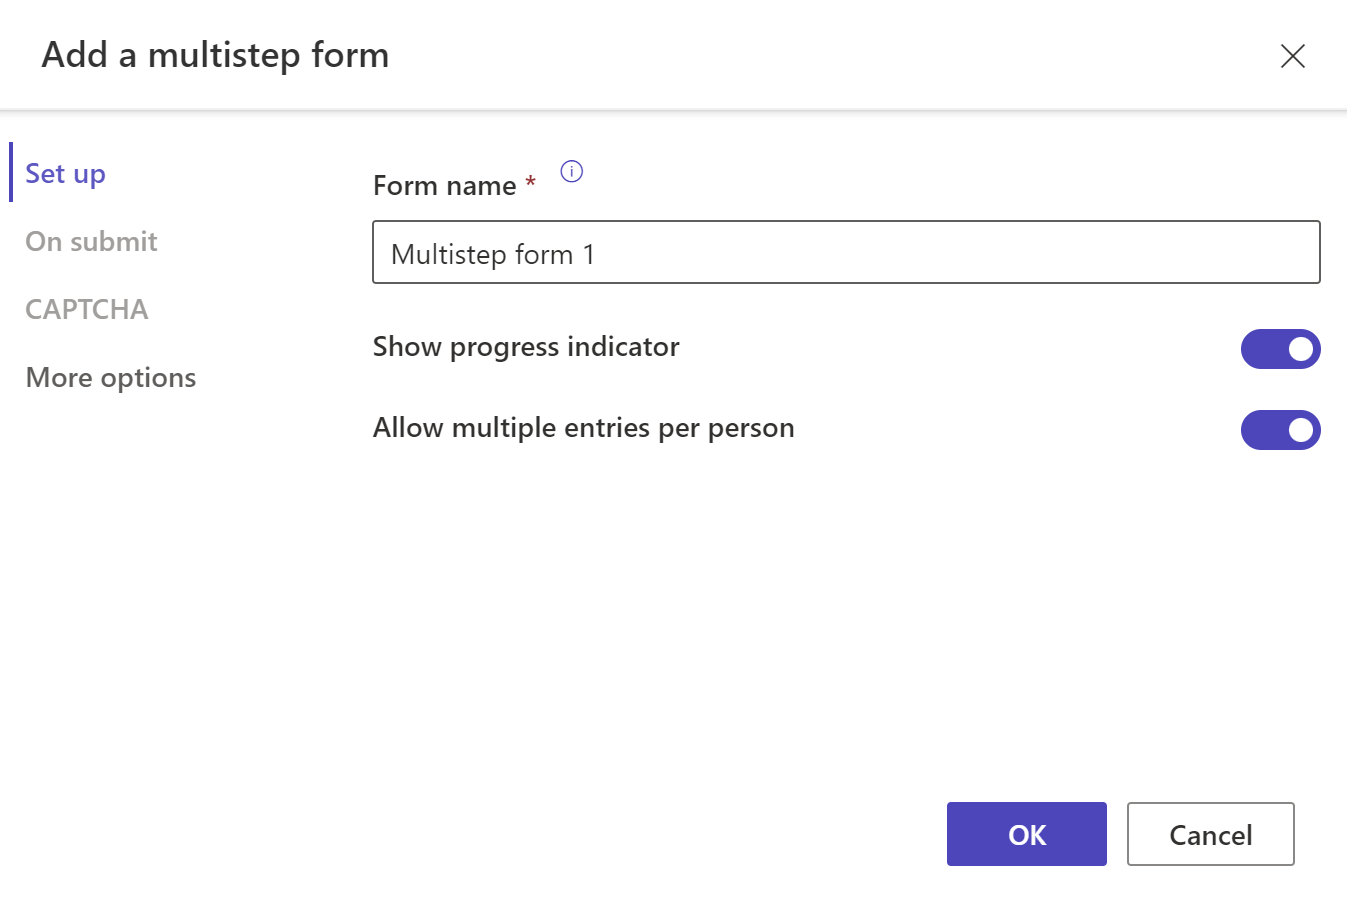 Add a multistep form
Set up
On submit
CAPTCHA
More options
Form name *
Multistep form 1
Show progress indicator
Allow multiple entries per person
OK
Cancel